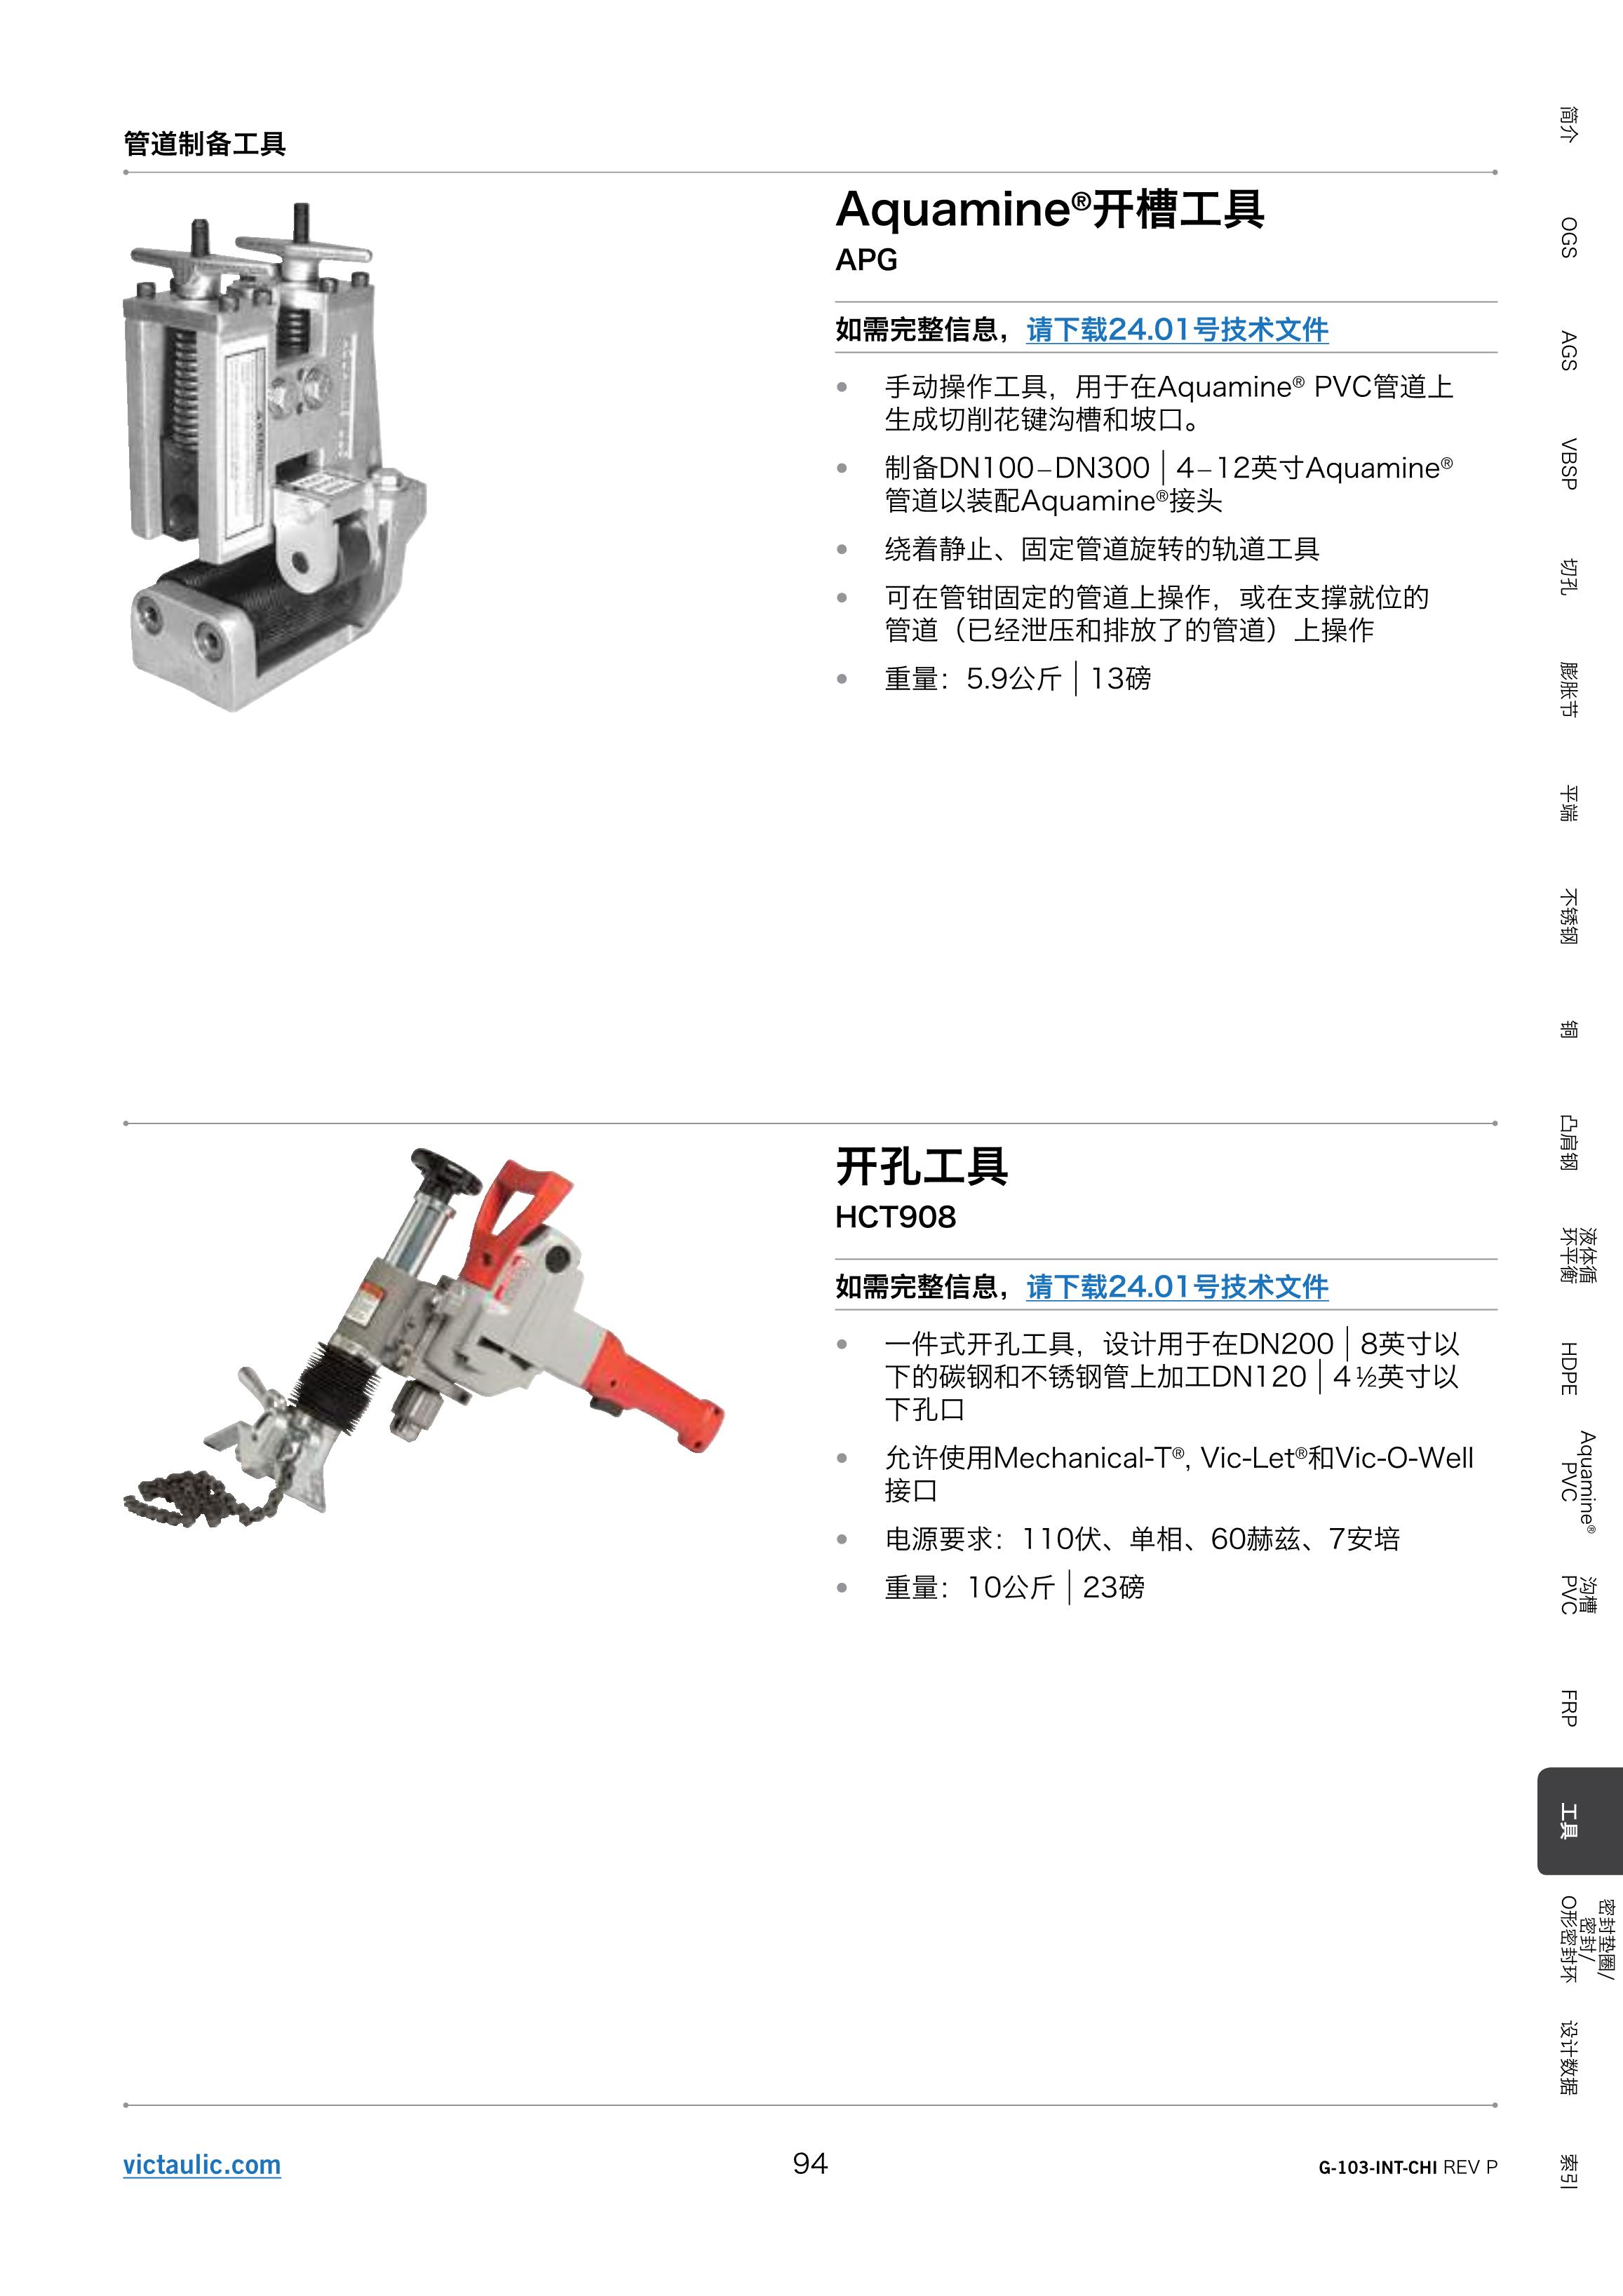 管道制备工具
Aquamine®开槽工具
APG
如需完整信息，请下载24.01号技术文件
• 手动操作工具，用于在Aquamine® PVC管道上
生成切削花键沟槽和坡口。
• 制备DN100–DN300 | 4–12英寸Aquamine®
管道以装配Aquamine®接头
• 绕着静止、固定管道旋转的轨道工具
• 可在管钳固定的管道上操作，或在支撑就位的
管道（已经泄压和排放了的管道）上操作
• 重量：5.9公斤 | 13磅
开孔工具
HCT908
如需完整信息，请下载24.01号技术文件
• 一件式开孔工具，设计用于在DN200 | 8英寸以
下的碳钢和不锈钢管上加工DN120 | 4 ½英寸以
下孔口
• 允许使用Mechanical-T®, Vic-Let®和Vic-O-Well
接口
• 电源要求：110伏、单相、60赫兹、7安培
• 重量：10公斤 | 23磅
victaulic.com
94
G-103-INT-CHI REV P
简介
OGS
AGS
VBSP
切孔
膨胀节
平端
不锈钢
铜
凸肩钢
液体循
环平衡
HDPE
Aquamine®
PVC
沟槽
PVC
FRP
工具
密封垫圈/
密封/
O形密封环
设计数据
索引